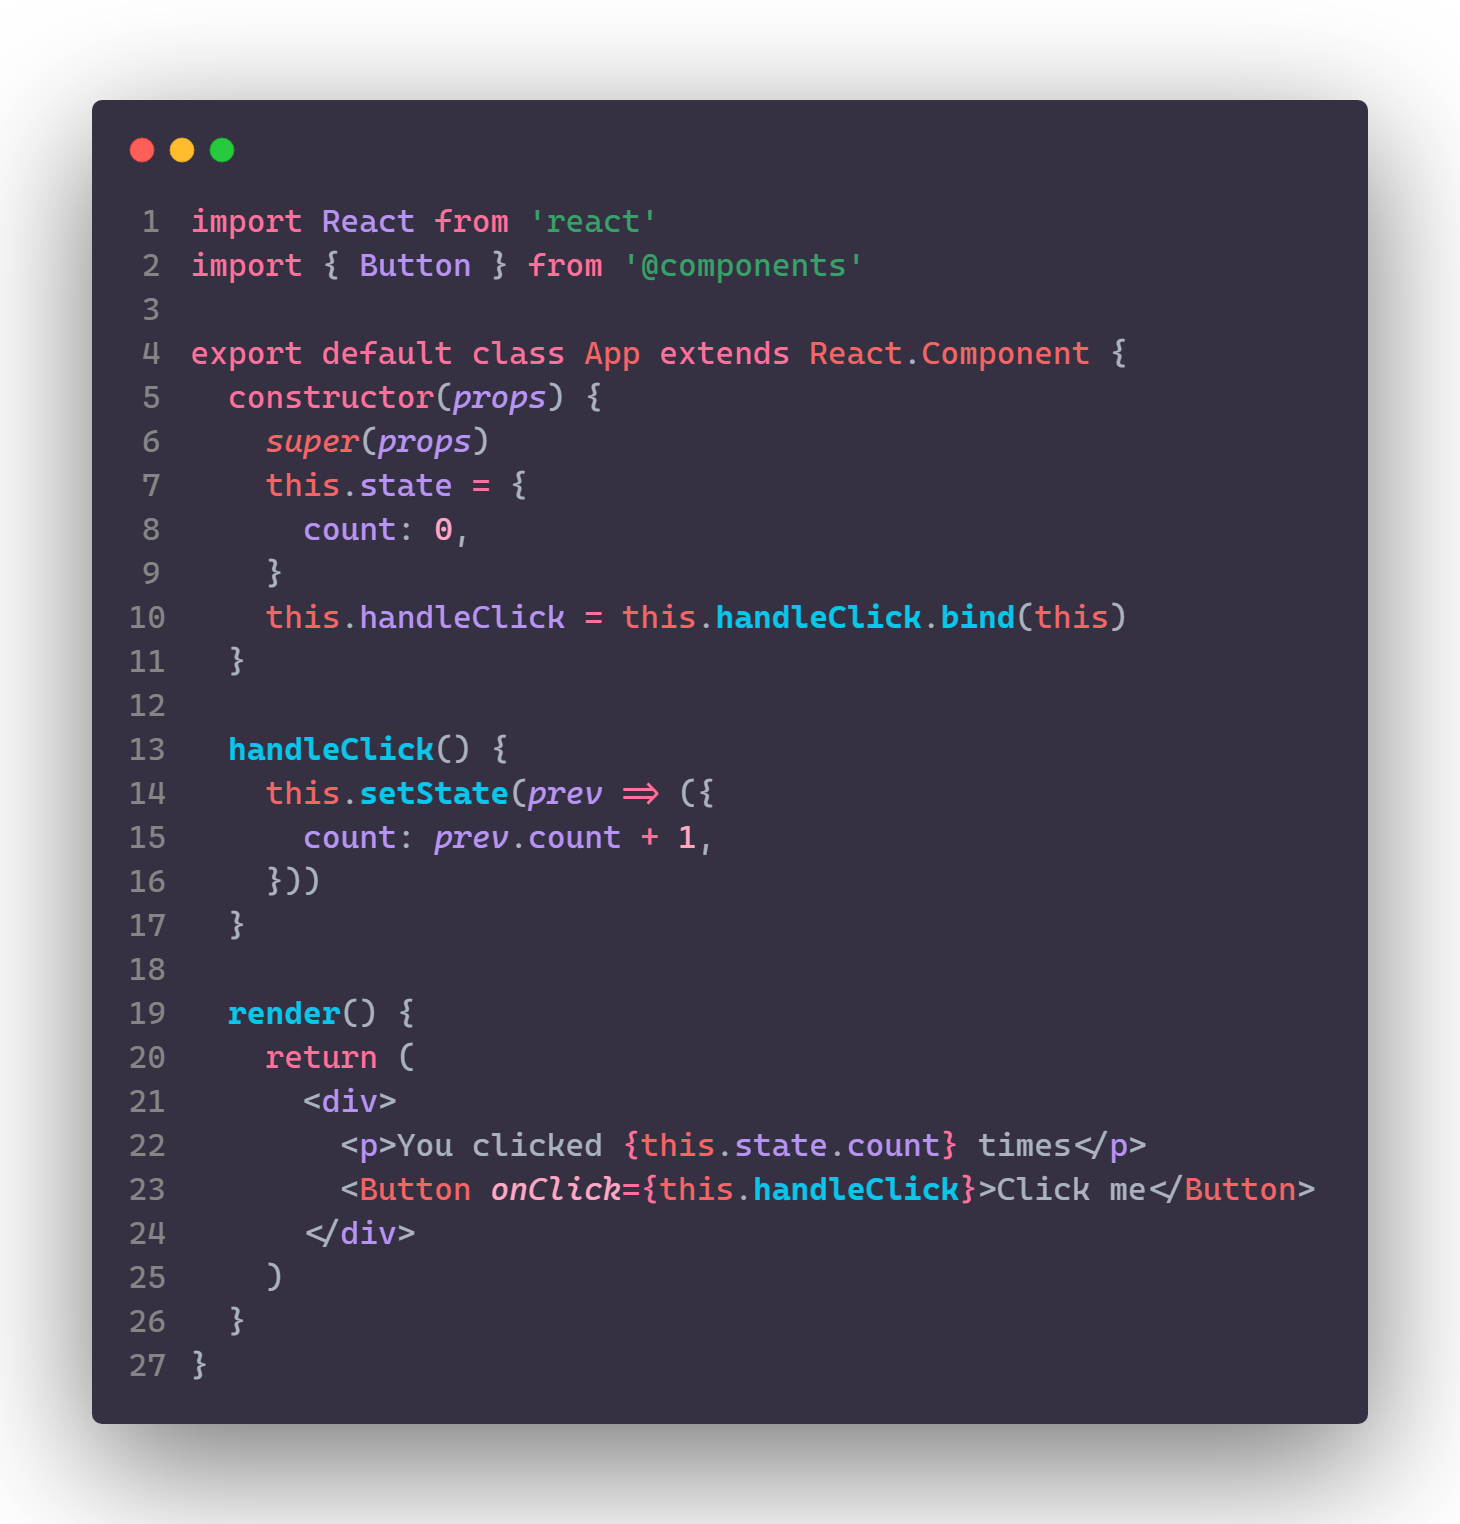 1 import React from 'react'
2 import { Button } from '@components'
3
4 export default class App extends React.Component {
5   constructor(props) {
6     super(props)
7     this.state = {
8       count: 0,
9     }
10     this.handleClick = this.handleClick.bind(this)
11   }
12
13   handleClick() {
14     this.setState(prev => ({
15       count: prev.count + 1,
16     }))
17   }
18
19   render() {
20     return (
21       <div>
22         <p>You clicked {this.state.count} times</p>
23         <Button onClick={this.handleClick}>Click me</Button>
24       </div>
25     )
26   }
27 }